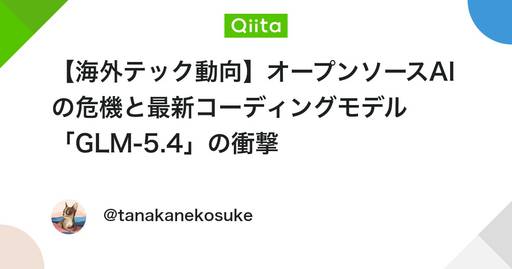 Qiita
【海外テック動向】オープンソースAI
の危機と最新コーディングモデル
「GLM-5.4」の衝撃
@tanakanekosuke